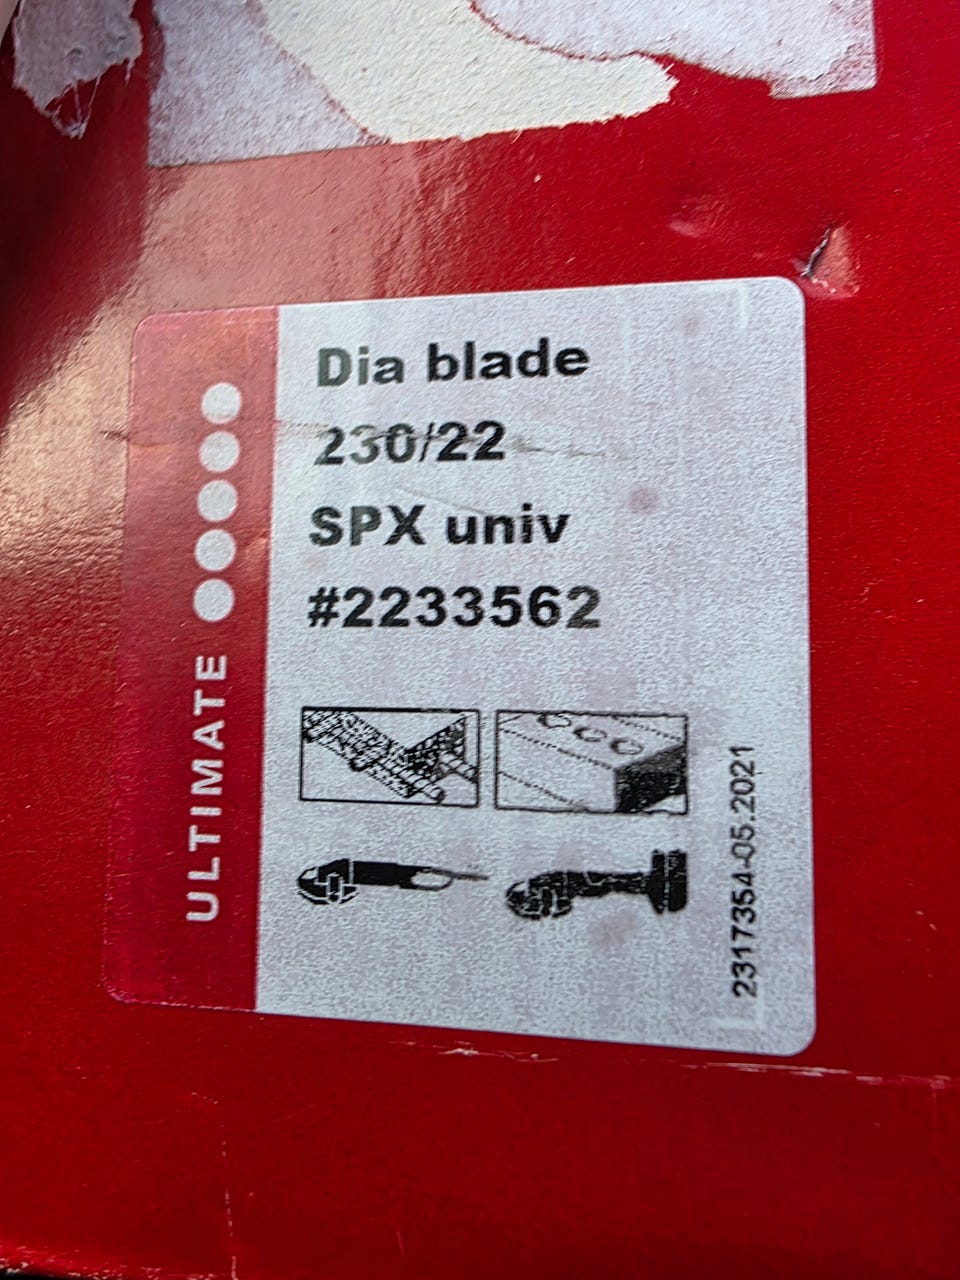 ULTIMATE
Dia blade
230/22
SPX univ
#2233562
2317354-05.2021